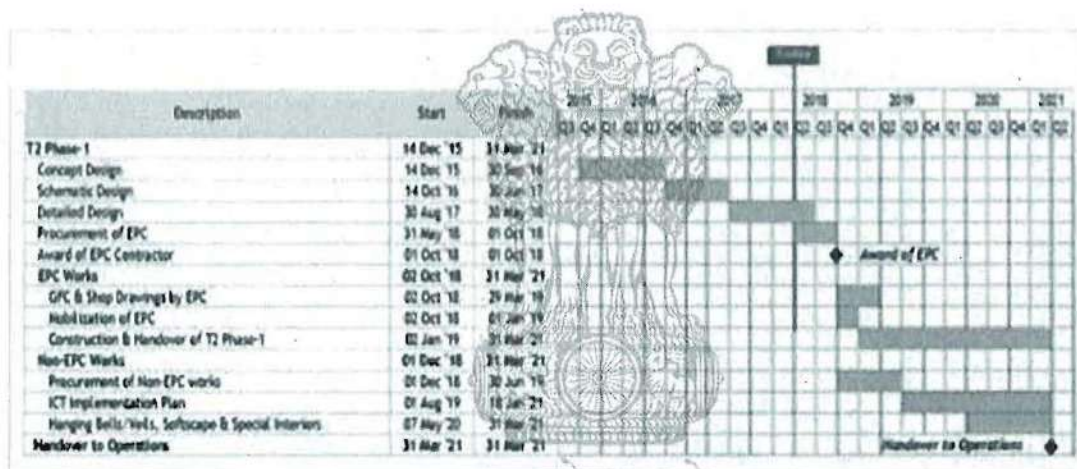 Today
Description Start Finish 2015 2016 2017 2018 2019 2020 2021
Q3 Q4 Q1 Q2 Q3 Q4 Q1 Q2 Q3 Q4 Q1 Q2 Q3 Q4 Q1 Q2 Q3 Q4 Q1 Q2 Q3 Q4 Q1 Q2
T2 Phase-1 14 Dec '15 31 Mar '21
Concept Design 14 Dec '15 30 Sep '16
Schematic Design 14 Oct '16 30 Jun '17
Detailed Design 30 Aug '17 30 May '18
Procurement of EPC 31 May '18 01 Oct '18
Award of EPC Contractor 01 Oct '18 01 Oct '18 Award of EPC
EPC Works 02 Oct '18 31 Mar '21
GFC & Shop Drawings by EPC 02 Oct '18 29 Mar '19
Mobilization of EPC 02 Oct '18 01 Jan '19
Construction & Handover of T2 Phase-1 02 Jan '19 31 Mar '21
Non-EPC Works 01 Dec '18 31 Mar '21
Procurement of Non-EPC works 01 Dec '18 30 Jun '19
ICT Implementation Plan 01 Aug '19 18 Jan '21
Hanging Bells/Veils, Softscape & Special Interiors 07 May '20 31 Mar '21
Handover to Operations 31 Mar '21 31 Mar '21 Handover to Operations